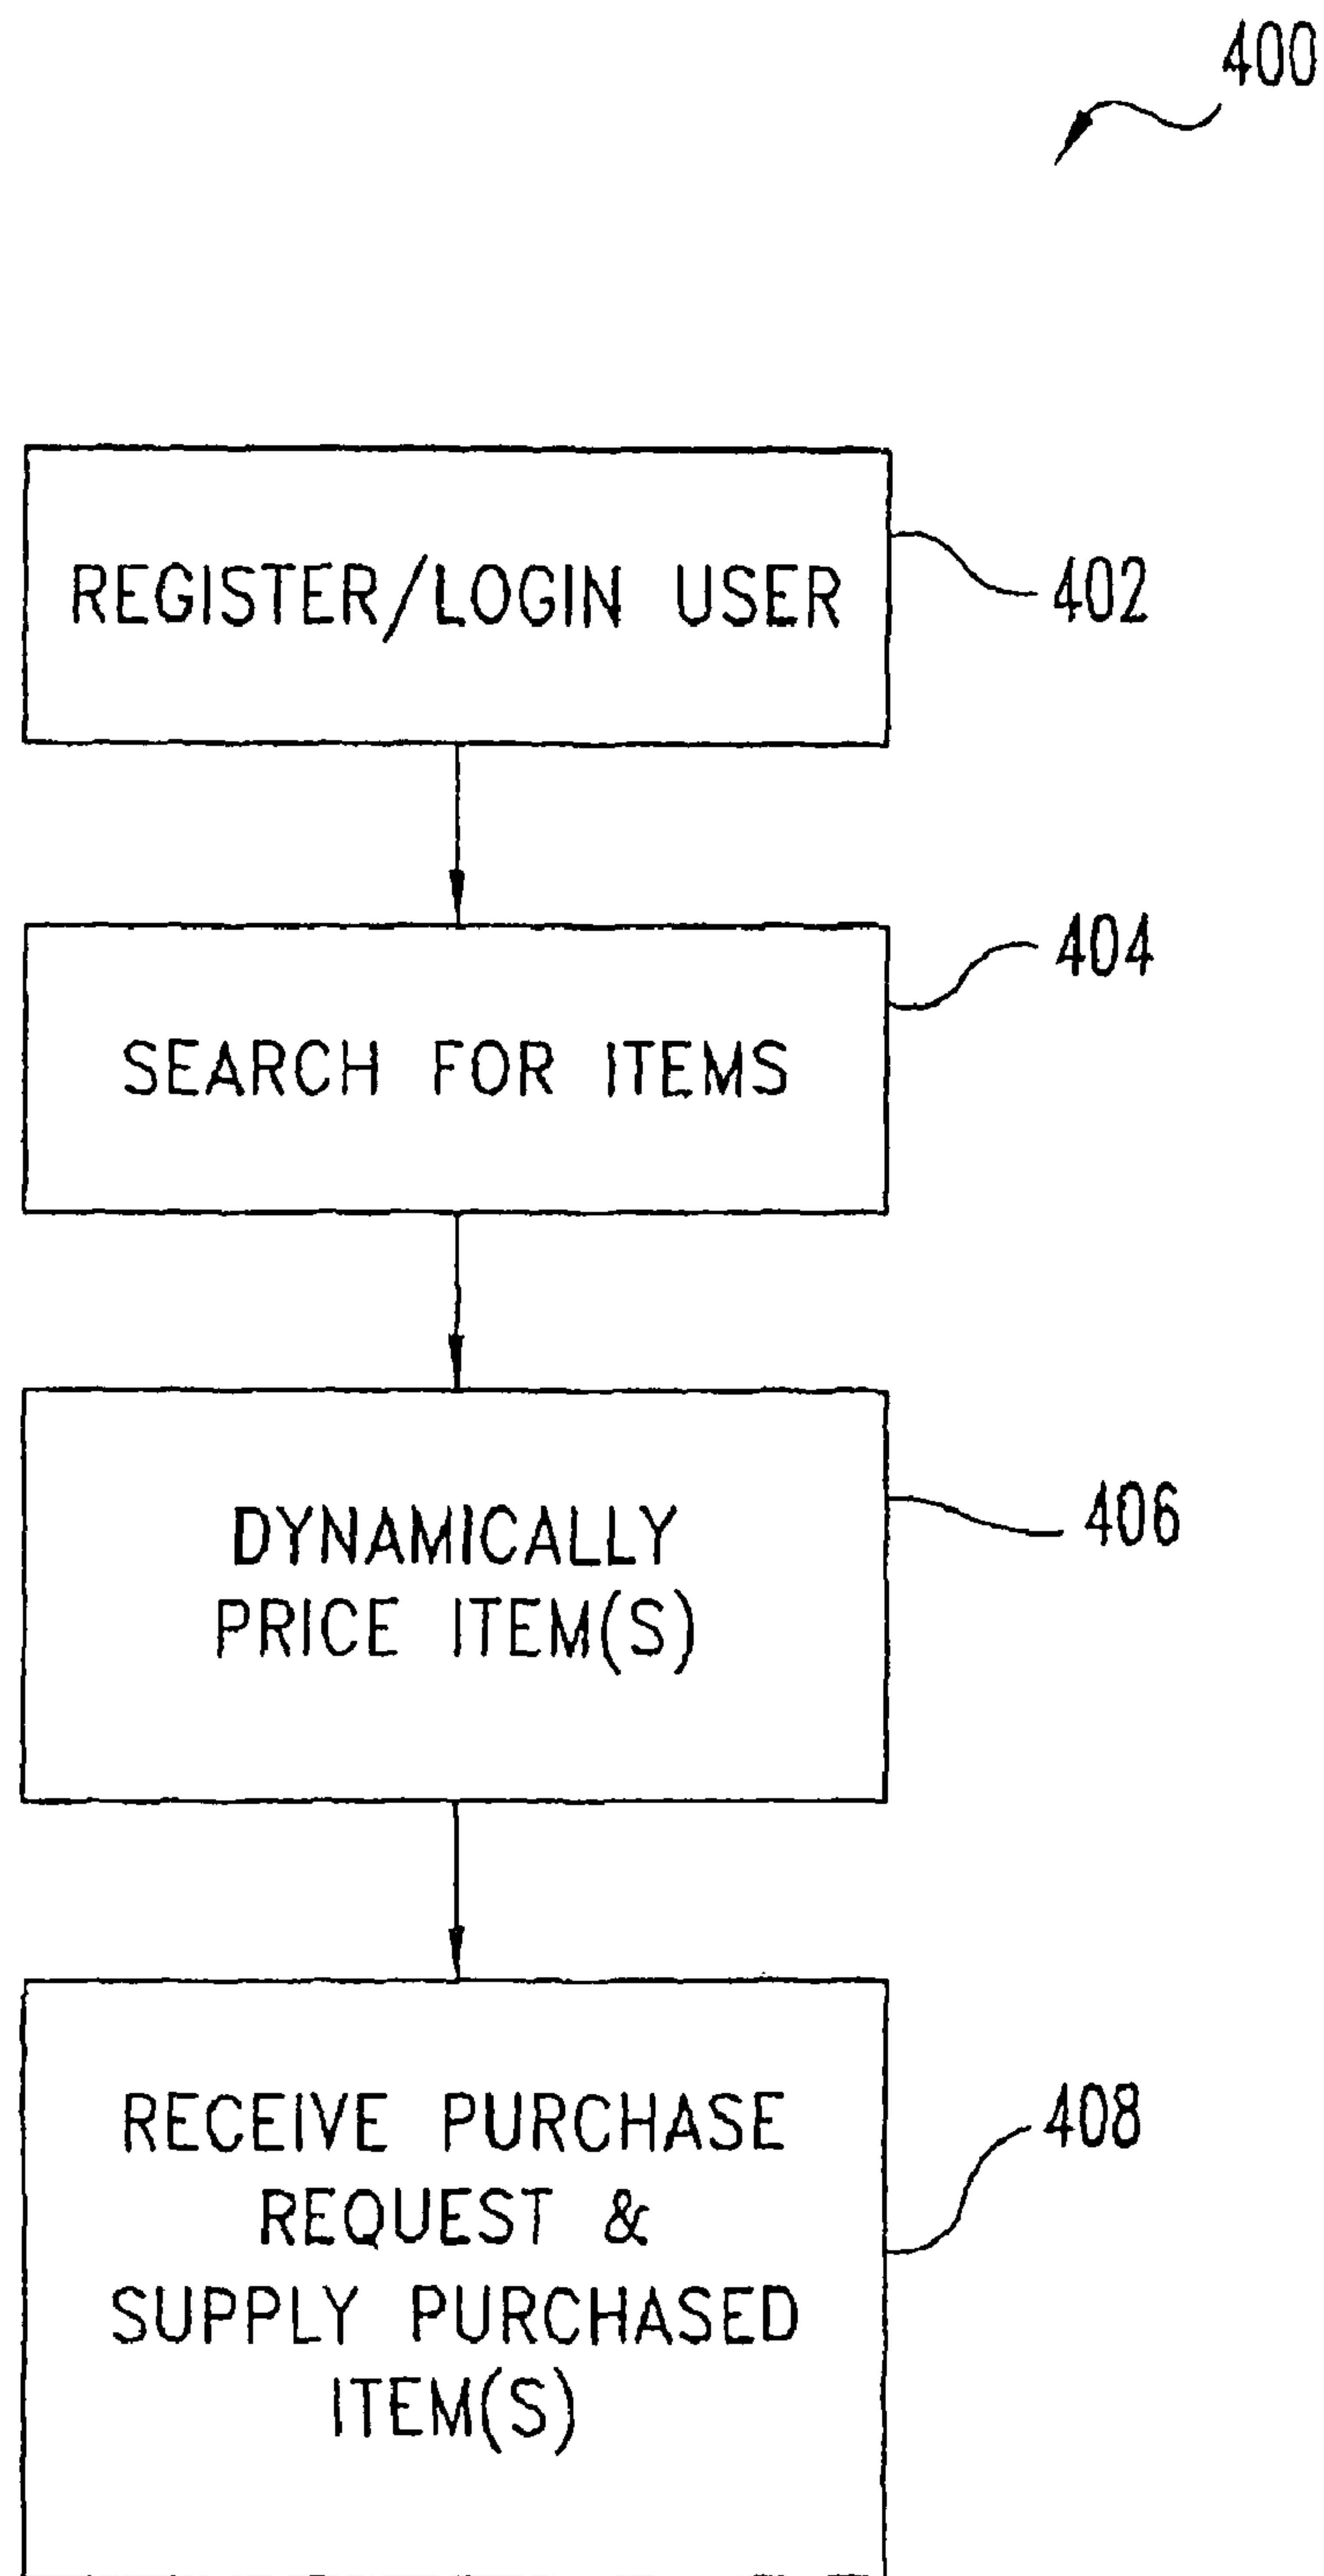 400
REGISTER/LOGIN USER
402
SEARCH FOR ITEMS
404
DYNAMICALLY
PRICE ITEM(S)
406
RECEIVE PURCHASE
REQUEST &
SUPPLY PURCHASED
ITEM(S)
408